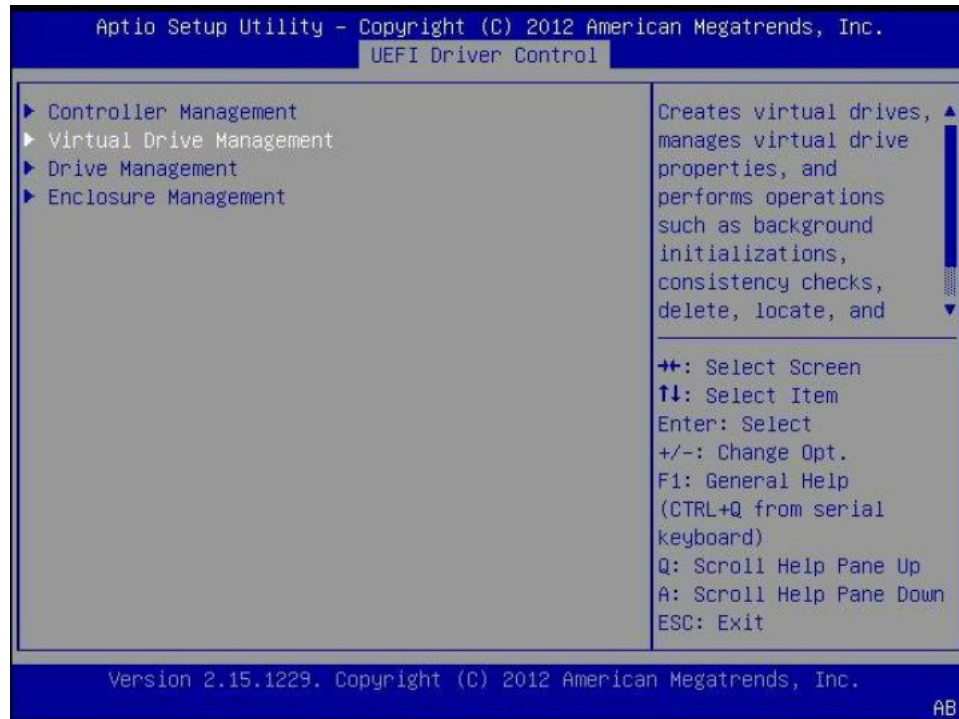 Aptio Setup Utility – Copyright (C) 2012 American Megatrends, Inc.
UEFI Driver Control
▶ Controller Management
▶ Virtual Drive Management
▶ Drive Management
▶ Enclosure Management
Creates virtual drives,
manages virtual drive
properties, and
performs operations
such as background
initializations,
consistency checks,
delete, locate, and
→←: Select Screen
↑↓: Select Item
Enter: Select
+/-: Change Opt.
F1: General Help
(CTRL+Q from serial
keyboard)
Q: Scroll Help Pane Up
A: Scroll Help Pane Down
ESC: Exit
Version 2.15.1229. Copyright (C) 2012 American Megatrends, Inc.
AB